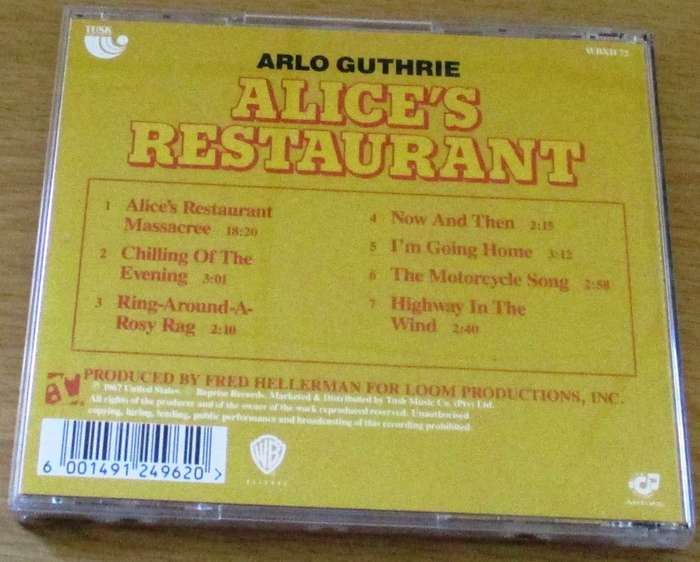 TUSK
WBXD 72
ARLO GUTHRIE
ALICE'S
RESTAURANT
1 Alice's Restaurant
Massacree 18:20
2 Chilling Of The
Evening 3:01
3 Ring-Around-A-
Rosy Rag 2:10
4 Now And Then 2:15
5 I'm Going Home 3:12
6 The Motorcycle Song 2:58
7 Highway In The
Wind 2:40
PRODUCED BY FRED HELLERMAN FOR LOOM PRODUCTIONS, INC.
℗ 1967 United States. Reprise Records. Marketed & Distributed by Tusk Music Co. (Pty) Ltd.
All rights of the producer and of the owner of the work reproduced reserved. Unauthorised
copying, hiring, lending, public performance and broadcasting of this recording prohibited.
6 001491 249620 >
WB
RECORDS